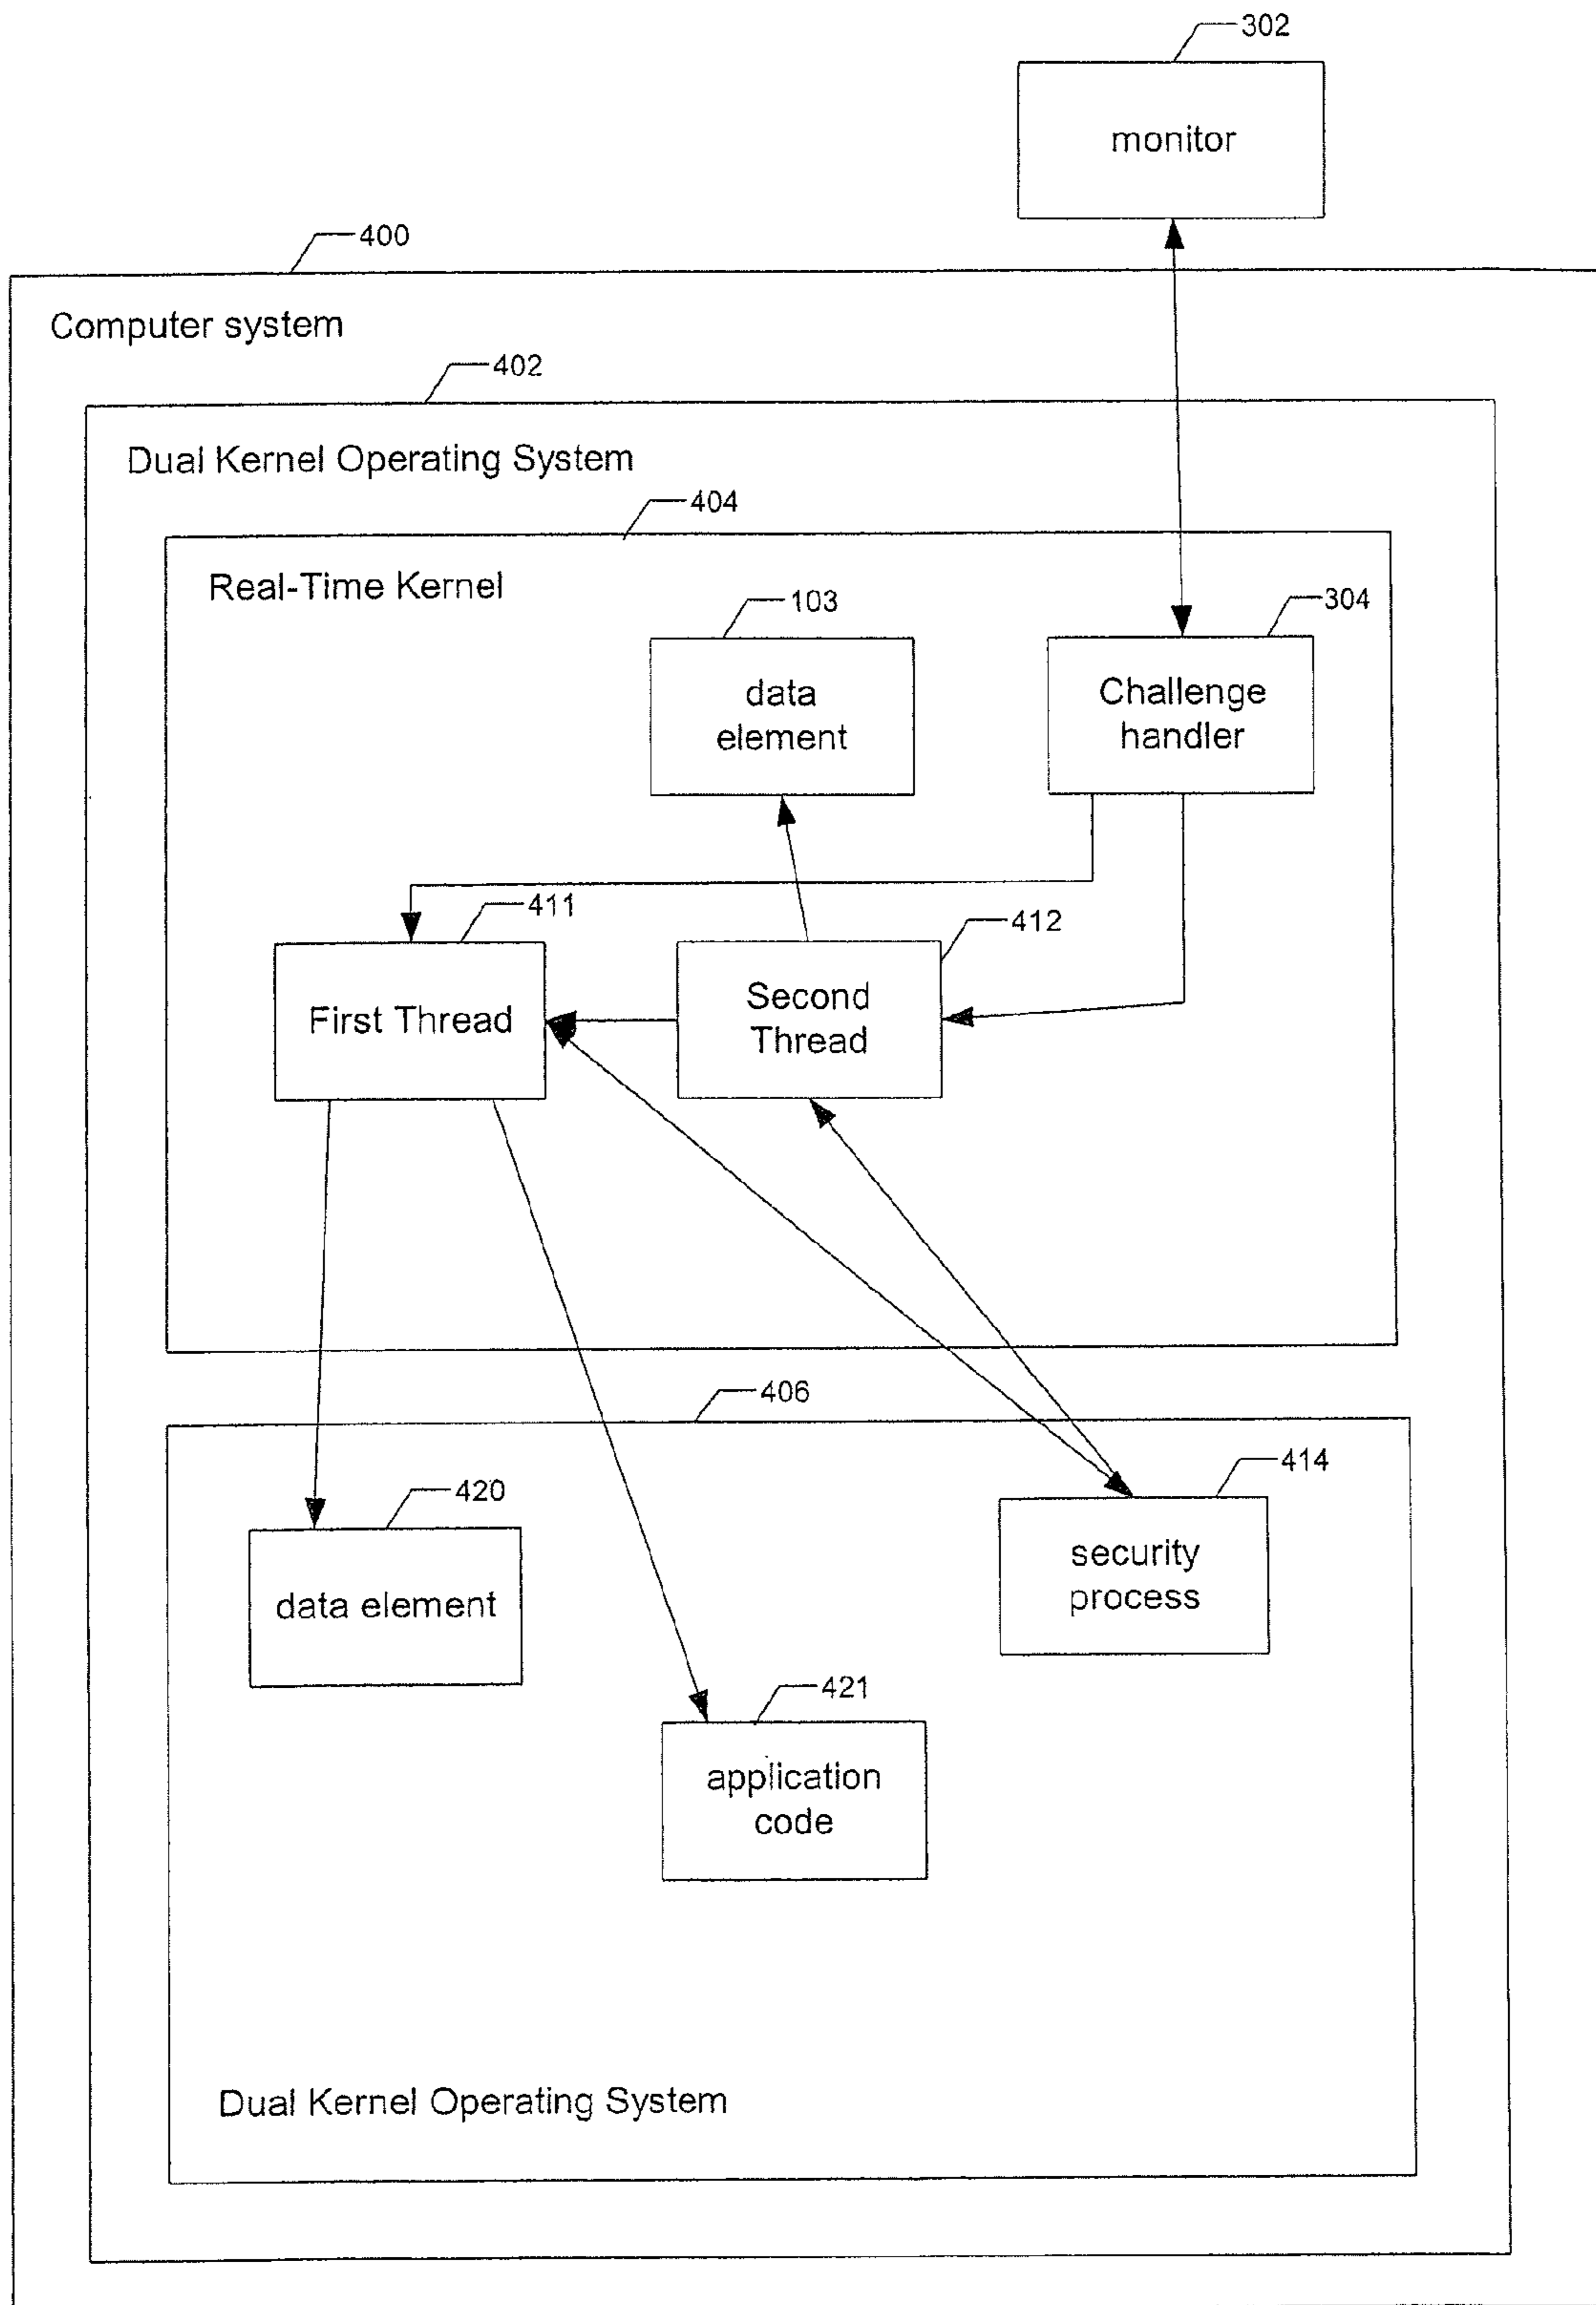 302
monitor
400
Computer system
402
Dual Kernel Operating System
404
Real-Time Kernel
103
304
data
element
Challenge
handler
411
412
First Thread
Second
Thread
406
420
414
data element
security
process
421
application
code
Dual Kernel Operating System